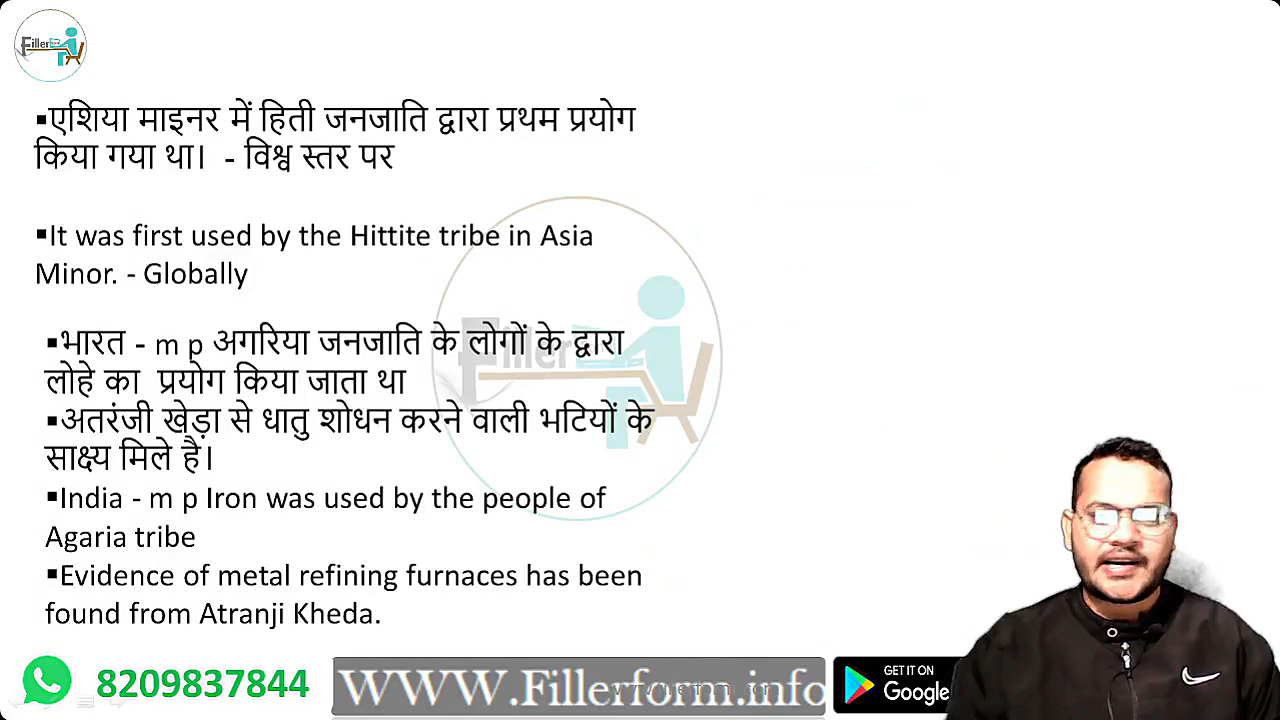 Fillerform
▪एशिया माइनर में हिती जनजाति द्वारा प्रथम प्रयोग
किया गया था। - विश्व स्तर पर
▪It was first used by the Hittite tribe in Asia
Minor. - Globally
▪भारत - m p अगरिया जनजाति के लोगों के द्वारा
लोहे का प्रयोग किया जाता था
▪अतरंजी खेड़ा से धातु शोधन करने वाली भटियों के
साक्ष्य मिले है।
▪India - m p Iron was used by the people of
Agaria tribe
▪Evidence of metal refining furnaces has been
found from Atranji Kheda.
8209837844
WWW.Fillerform.info
GET IT ON
Google